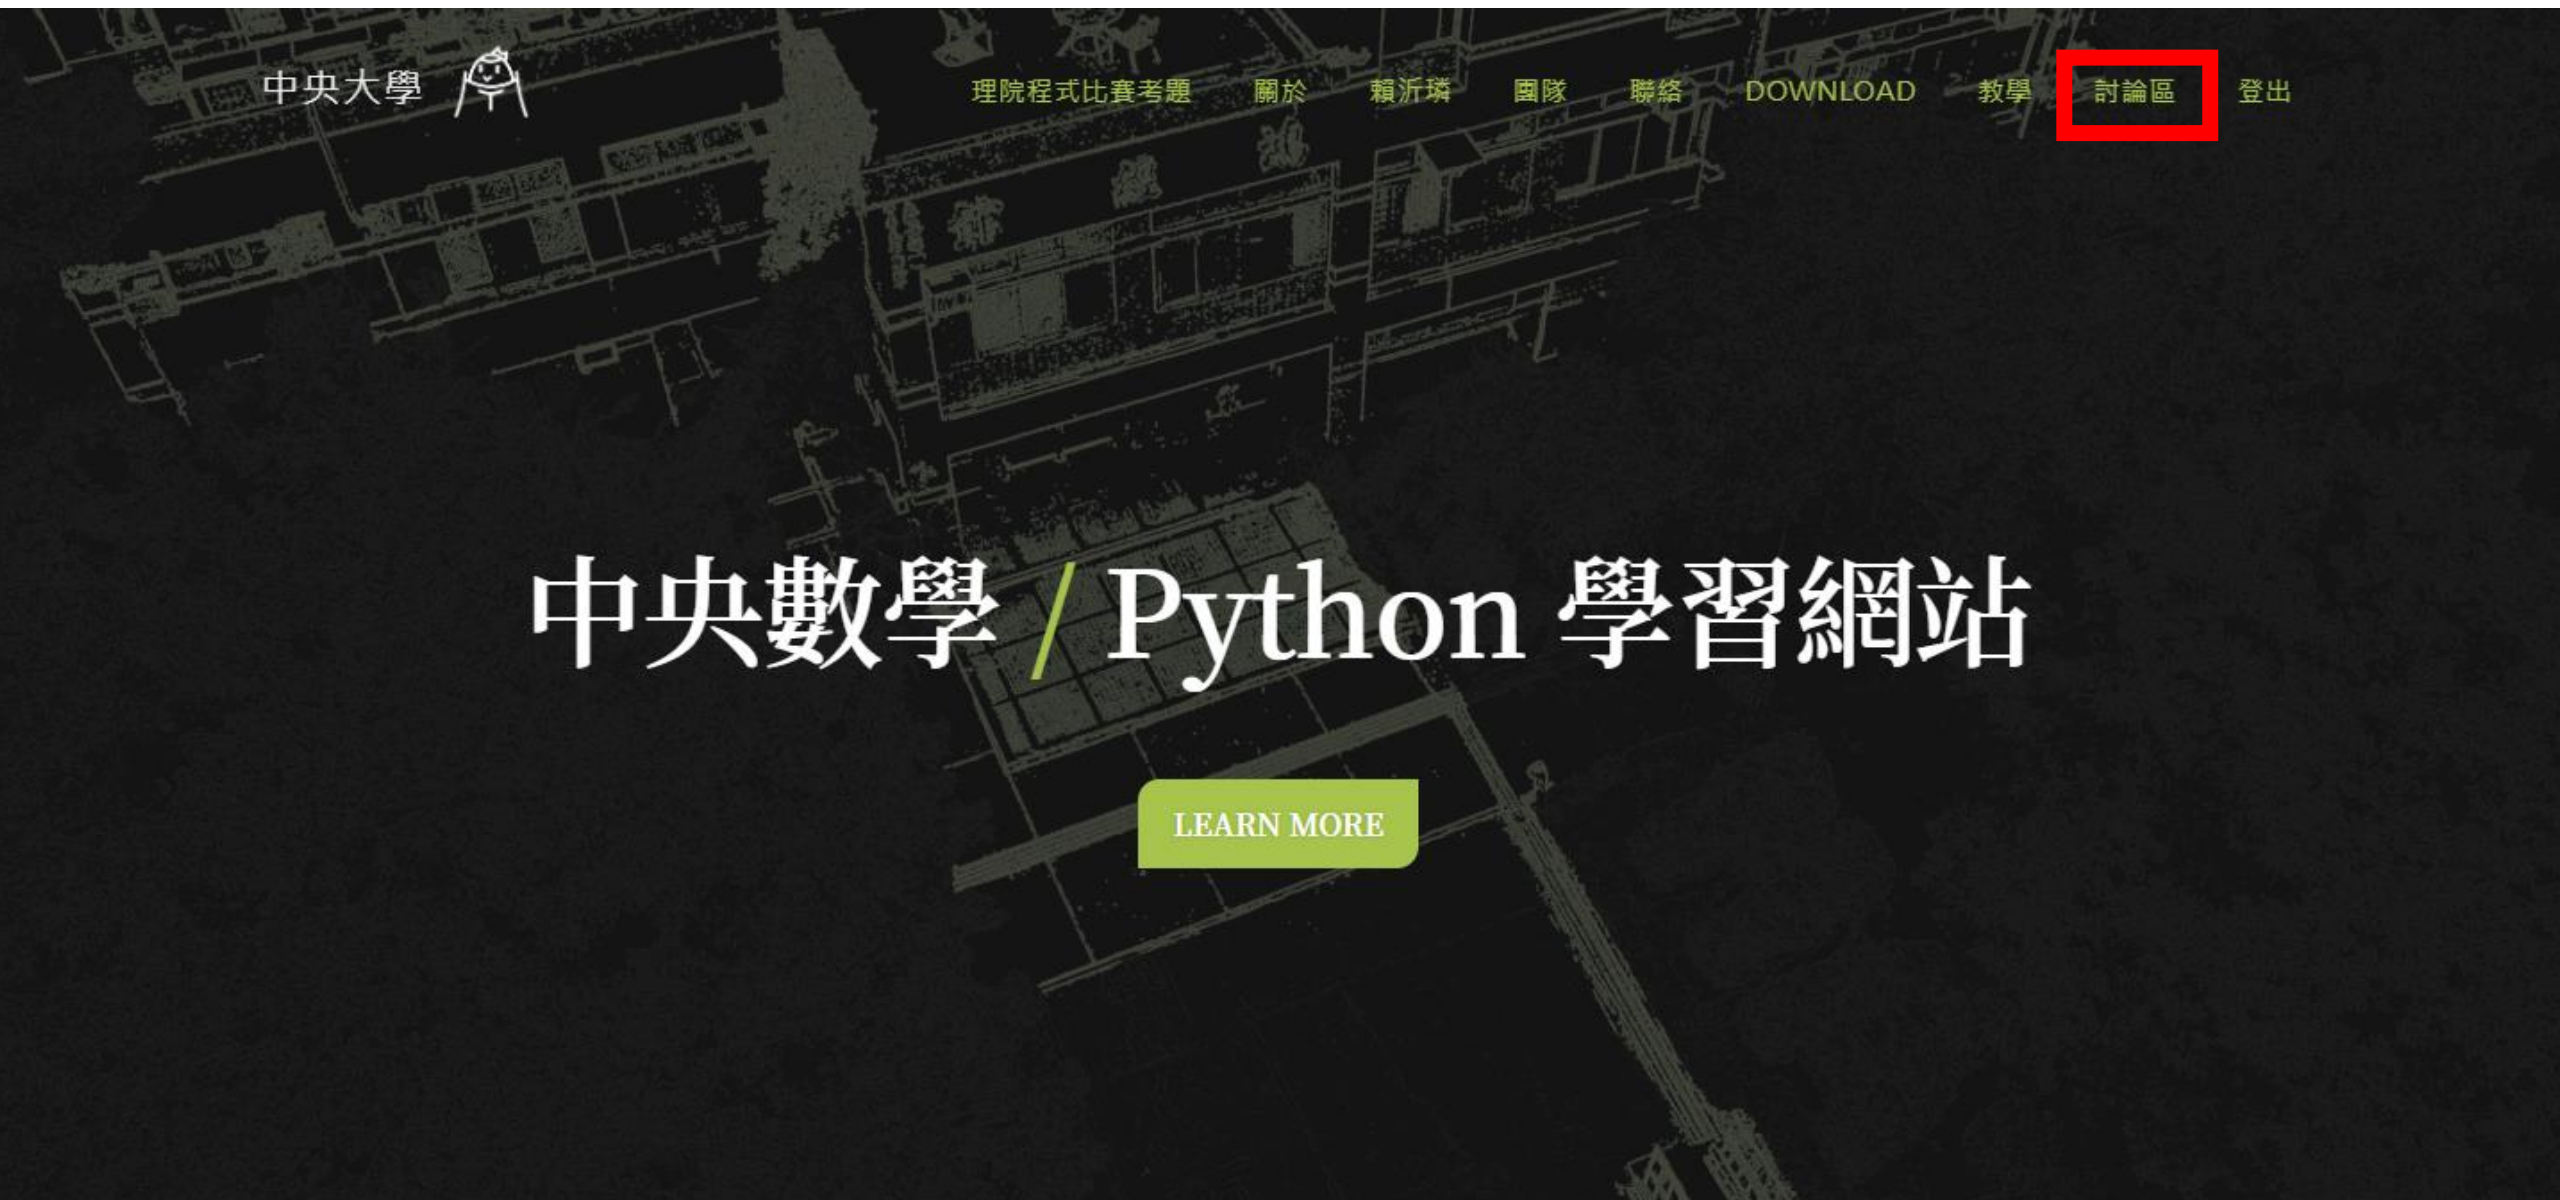 中央大學
理院程式比賽考題 關於 賴沂璘 團隊 聯絡 DOWNLOAD 教學 討論區 登出
中央數學 / Python 學習網站
LEARN MORE